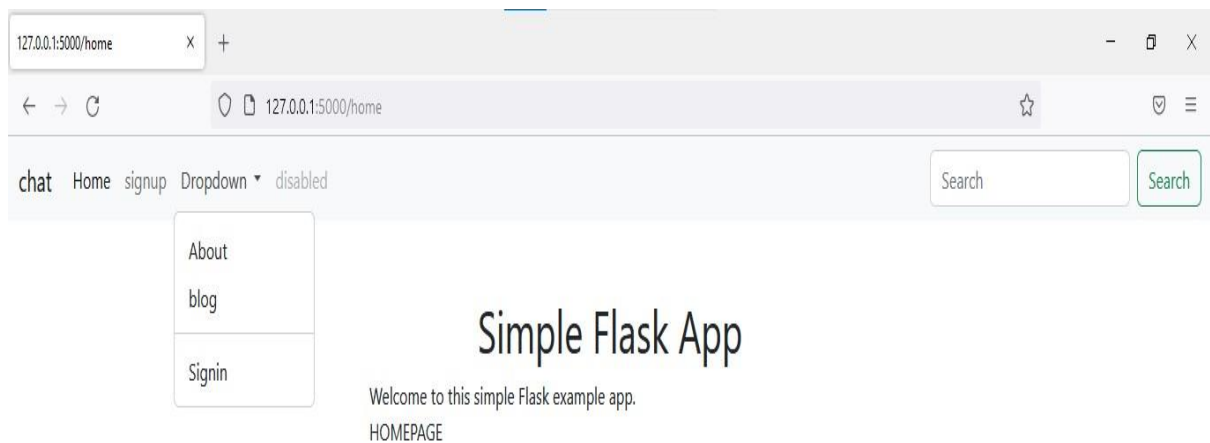 127.0.0.1:5000/home
127.0.0.1:5000/home
chat Home signup Dropdown disabled Search Search
About
blog
Signin
Simple Flask App
Welcome to this simple Flask example app.
HOMEPAGE